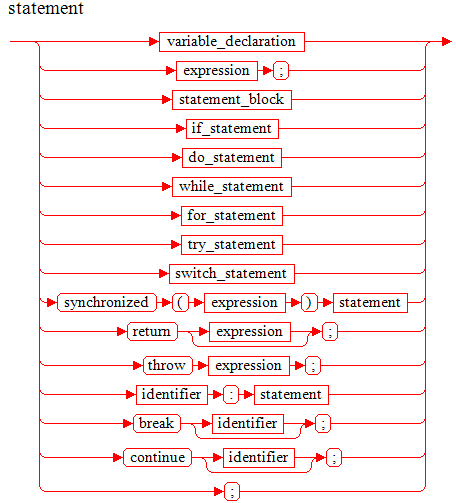 statement
variable_declaration
expression ;
statement_block
if_statement
do_statement
while_statement
for_statement
try_statement
switch_statement
synchronized ( expression ) statement
return expression ;
throw expression ;
identifier : statement
break identifier ;
continue identifier ;
;